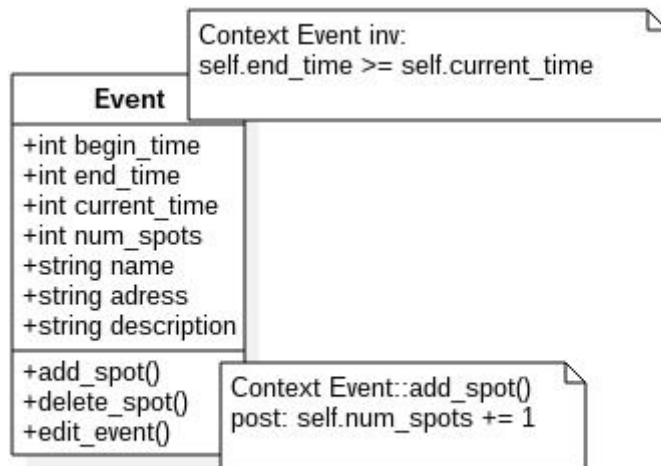 Context Event inv:
self.end_time >= self.current_time
Event
+int begin_time
+int end_time
+int current_time
+int num_spots
+string name
+string adress
+string description
+add_spot()
+delete_spot()
+edit_event()
Context Event::add_spot()
post: self.num_spots += 1